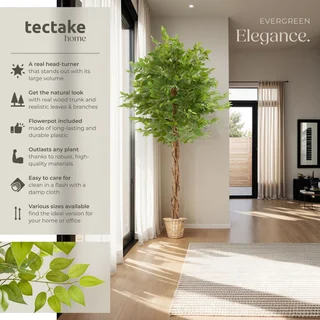 tectake
home
EVERGREEN
Elegance.
A real head-turner
that stands out with its
large volume
Get the natural look
with real wood trunk and
realistic leaves & branches
Flowerpot included
made of long-lasting and
durable plastic
Outlasts any plant
thanks to robust, high-
quality materials
Easy to care for
clean in a flash with a
damp cloth
Various sizes available
find the ideal version for
your home or office